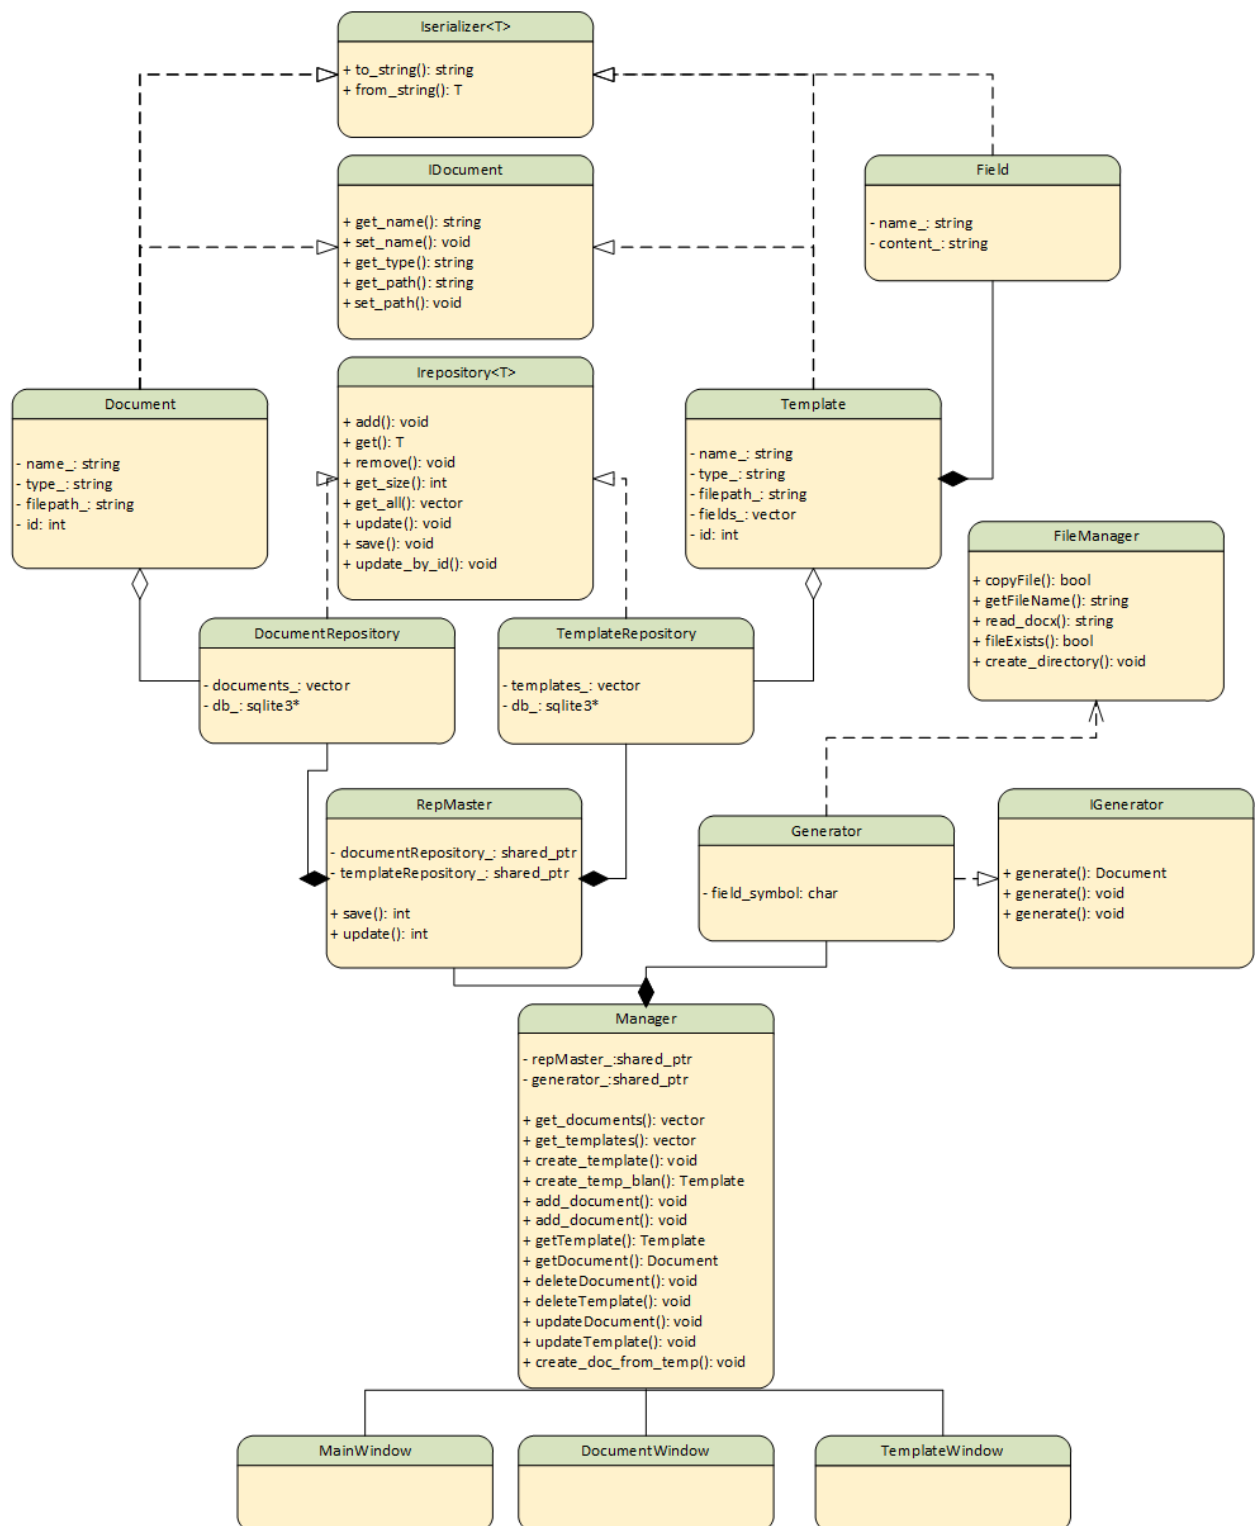 Iserializer<T>
+ to_string(): string
+ from_string(): T
IDocument
+ get_name(): string
+ set_name(): void
+ get_type(): string
+ get_path(): string
+ set_path(): void
Field
- name_: string
- content_: string
Irepository<T>
+ add(): void
+ get(): T
+ remove(): void
+ get_size(): int
+ get_all(): vector
+ update(): void
+ save(): void
+ update_by_id(): void
Document
- name_: string
- type_: string
- filepath_: string
- id: int
Template
- name_: string
- type_: string
- filepath_: string
- fields_: vector
- id: int
FileManager
+ copyFile(): bool
+ getFileName(): string
+ read_docx(): string
+ fileExists(): bool
+ create_directory(): void
DocumentRepository
- documents_: vector
- db_: sqlite3*
TemplateRepository
- templates_: vector
- db_: sqlite3*
RepMaster
- documentRepository_: shared_ptr
- templateRepository_: shared_ptr
+ save(): int
+ update(): int
Generator
- field_symbol: char
IGenerator
+ generate(): Document
+ generate(): void
+ generate(): void
Manager
- repMaster_:shared_ptr
- generator_:shared_ptr
+ get_documents(): vector
+ get_templates(): vector
+ create_template(): void
+ create_temp_blan(): Template
+ add_document(): void
+ add_document(): void
+ getTemplate(): Template
+ getDocument(): Document
+ deleteDocument(): void
+ deleteTemplate(): void
+ updateDocument(): void
+ updateTemplate(): void
+ create_doc_from_temp(): void
MainWindow
DocumentWindow
TemplateWindow